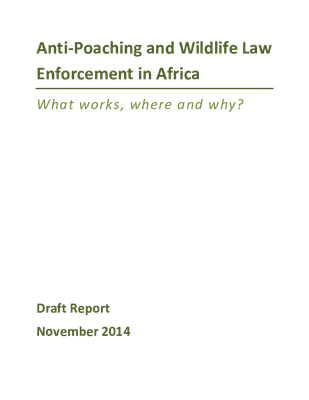 Anti-Poaching and Wildlife Law
Enforcement in Africa
What works, where and why?
Draft Report
November 2014